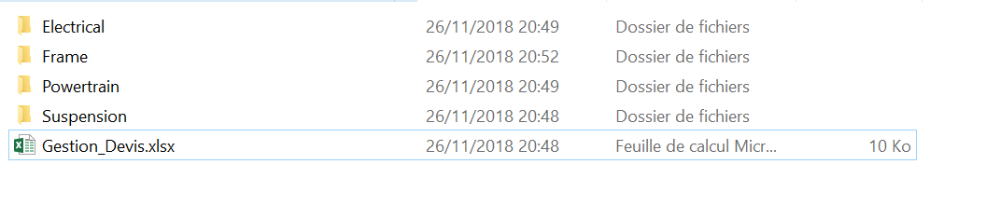 Electrical 26/11/2018 20:49 Dossier de fichiers
Frame 26/11/2018 20:52 Dossier de fichiers
Powertrain 26/11/2018 20:49 Dossier de fichiers
Suspension 26/11/2018 20:48 Dossier de fichiers
Gestion_Devis.xlsx 26/11/2018 20:48 Feuille de calcul Micr... 10 Ko